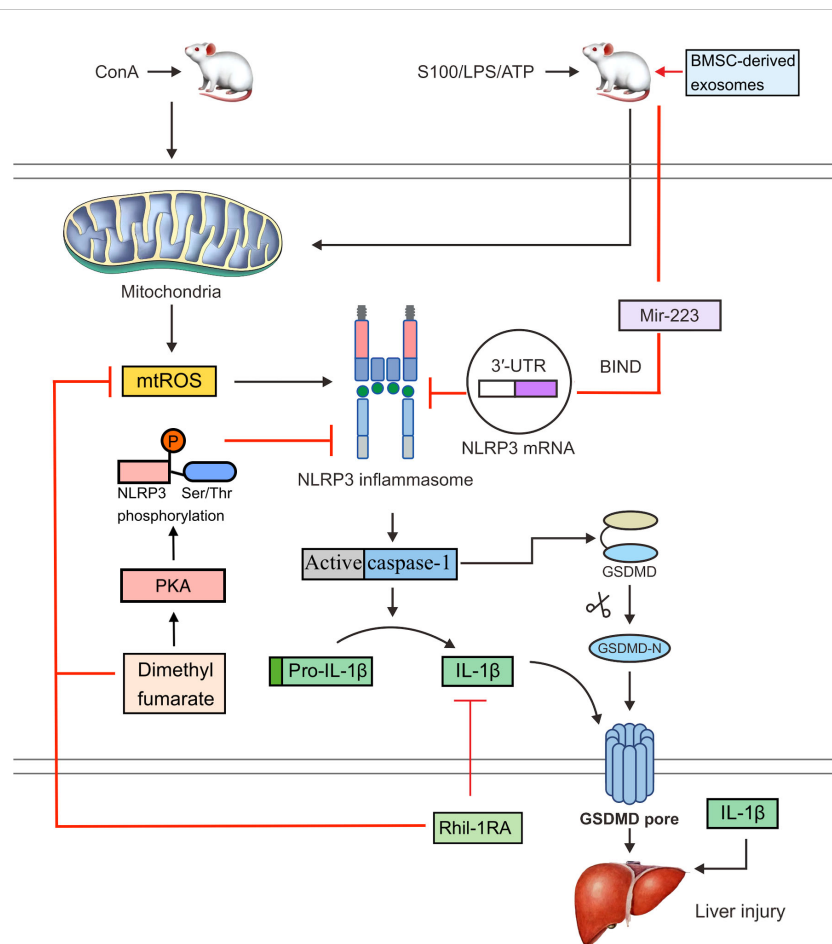 ConA
S100/LPS/ATP
BMSC-derived
exosomes
Mitochondria
Mir-223
BIND
mtROS
3′-UTR
NLRP3 mRNA
P
NLRP3
Ser/Thr
phosphorylation
NLRP3 inflammasome
PKA
Active
caspase-1
GSDMD
GSDMD-N
Dimethyl
fumarate
Pro-IL-1β
IL-1β
GSDMD pore
Rhil-1RA
IL-1β
Liver injury